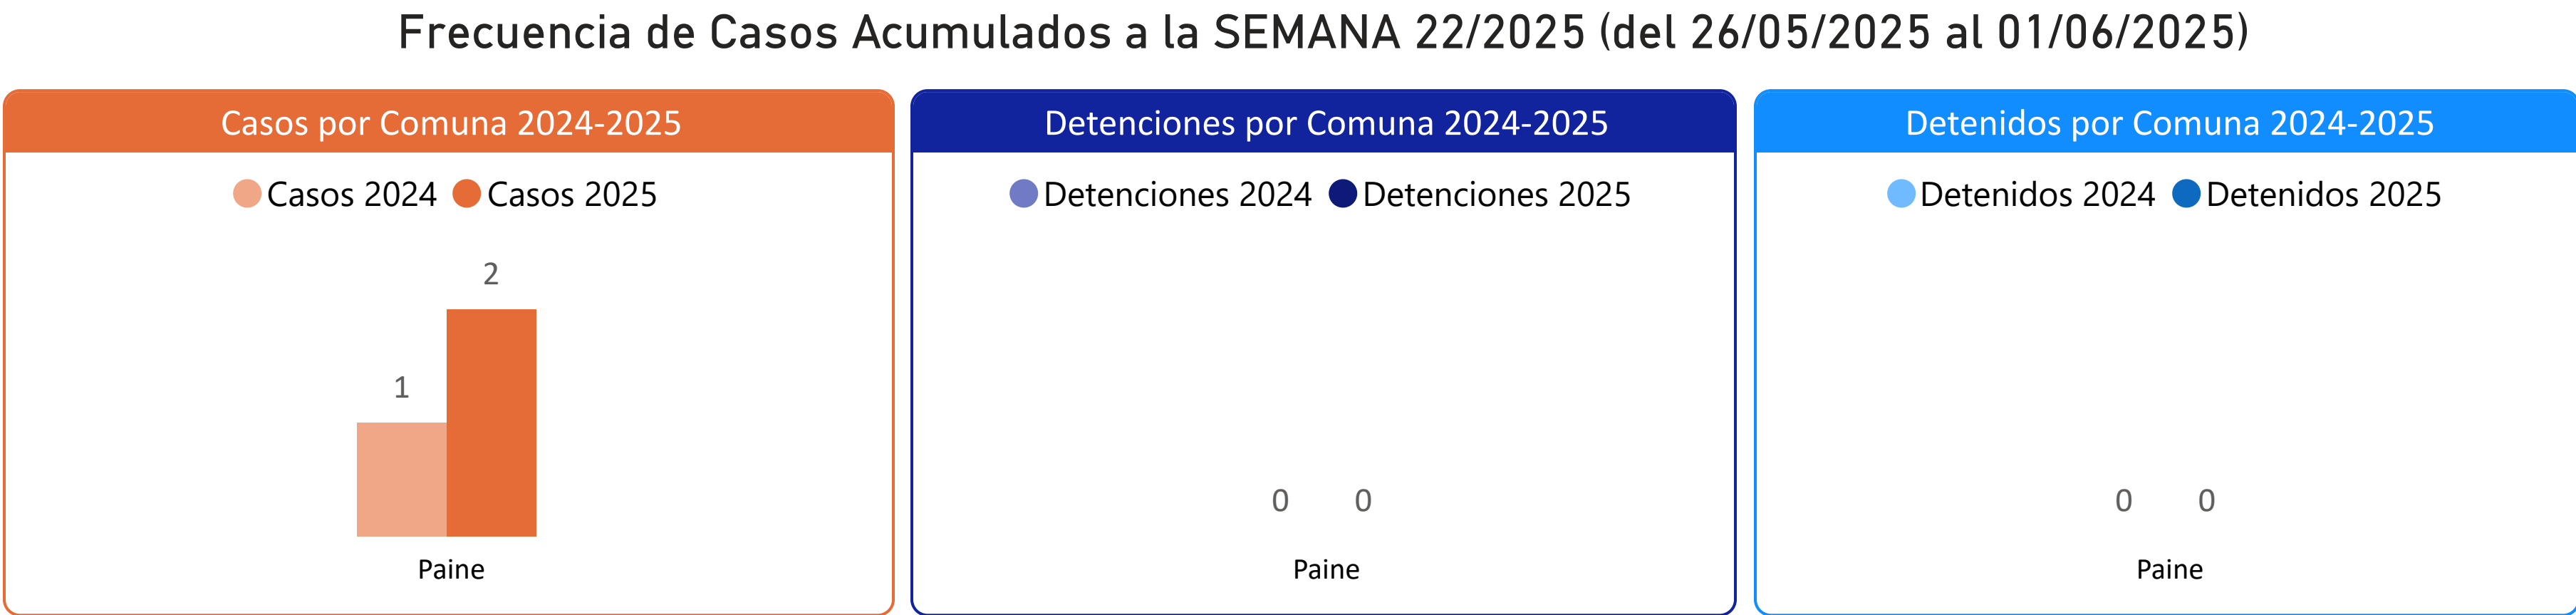 Frecuencia de Casos Acumulados a la SEMANA 22/2025 (del 26/05/2025 al 01/06/2025)
Casos por Comuna 2024-2025
Casos 2024 Casos 2025
2
1
Paine
Detenciones por Comuna 2024-2025
Detenciones 2024 Detenciones 2025
0 0
Paine
Detenidos por Comuna 2024-2025
Detenidos 2024 Detenidos 2025
0 0
Paine